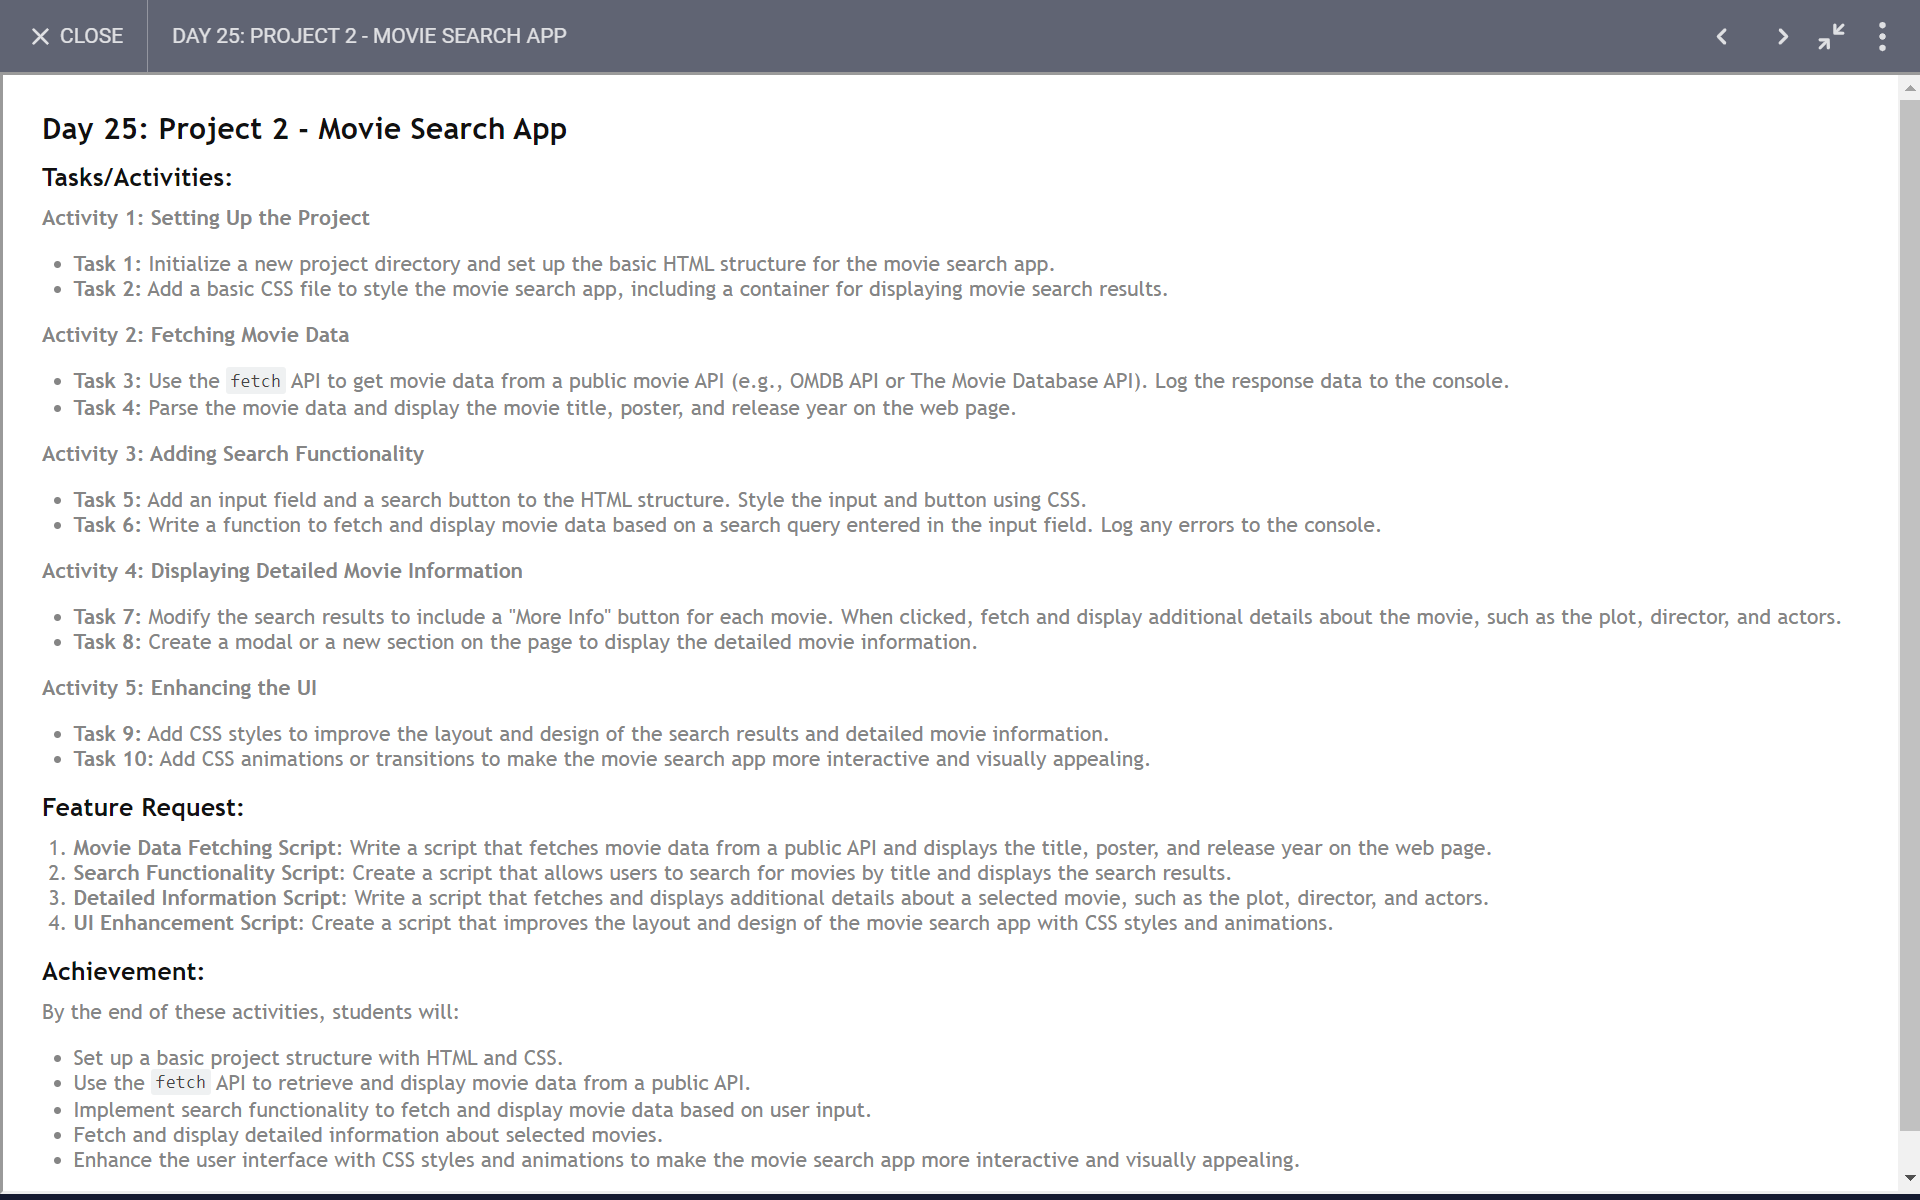 CLOSE
DAY 25: PROJECT 2 - MOVIE SEARCH APP
Day 25: Project 2 - Movie Search App
Tasks/Activities:
Activity 1: Setting Up the Project
Task 1: Initialize a new project directory and set up the basic HTML structure for the movie search app.
Task 2: Add a basic CSS file to style the movie search app, including a container for displaying movie search results.
Activity 2: Fetching Movie Data
Task 3: Use the fetch API to get movie data from a public movie API (e.g., OMDB API or The Movie Database API). Log the response data to the console.
Task 4: Parse the movie data and display the movie title, poster, and release year on the web page.
Activity 3: Adding Search Functionality
Task 5: Add an input field and a search button to the HTML structure. Style the input and button using CSS.
Task 6: Write a function to fetch and display movie data based on a search query entered in the input field. Log any errors to the console.
Activity 4: Displaying Detailed Movie Information
Task 7: Modify the search results to include a "More Info" button for each movie. When clicked, fetch and display additional details about the movie, such as the plot, director, and actors.
Task 8: Create a modal or a new section on the page to display the detailed movie information.
Activity 5: Enhancing the UI
Task 9: Add CSS styles to improve the layout and design of the search results and detailed movie information.
Task 10: Add CSS animations or transitions to make the movie search app more interactive and visually appealing.
Feature Request:
1. Movie Data Fetching Script: Write a script that fetches movie data from a public API and displays the title, poster, and release year on the web page.
2. Search Functionality Script: Create a script that allows users to search for movies by title and displays the search results.
3. Detailed Information Script: Write a script that fetches and displays additional details about a selected movie, such as the plot, director, and actors.
4. UI Enhancement Script: Create a script that improves the layout and design of the movie search app with CSS styles and animations.
Achievement:
By the end of these activities, students will:
Set up a basic project structure with HTML and CSS.
Use the fetch API to retrieve and display movie data from a public API.
Implement search functionality to fetch and display movie data based on user input.
Fetch and display detailed information about selected movies.
Enhance the user interface with CSS styles and animations to make the movie search app more interactive and visually appealing.